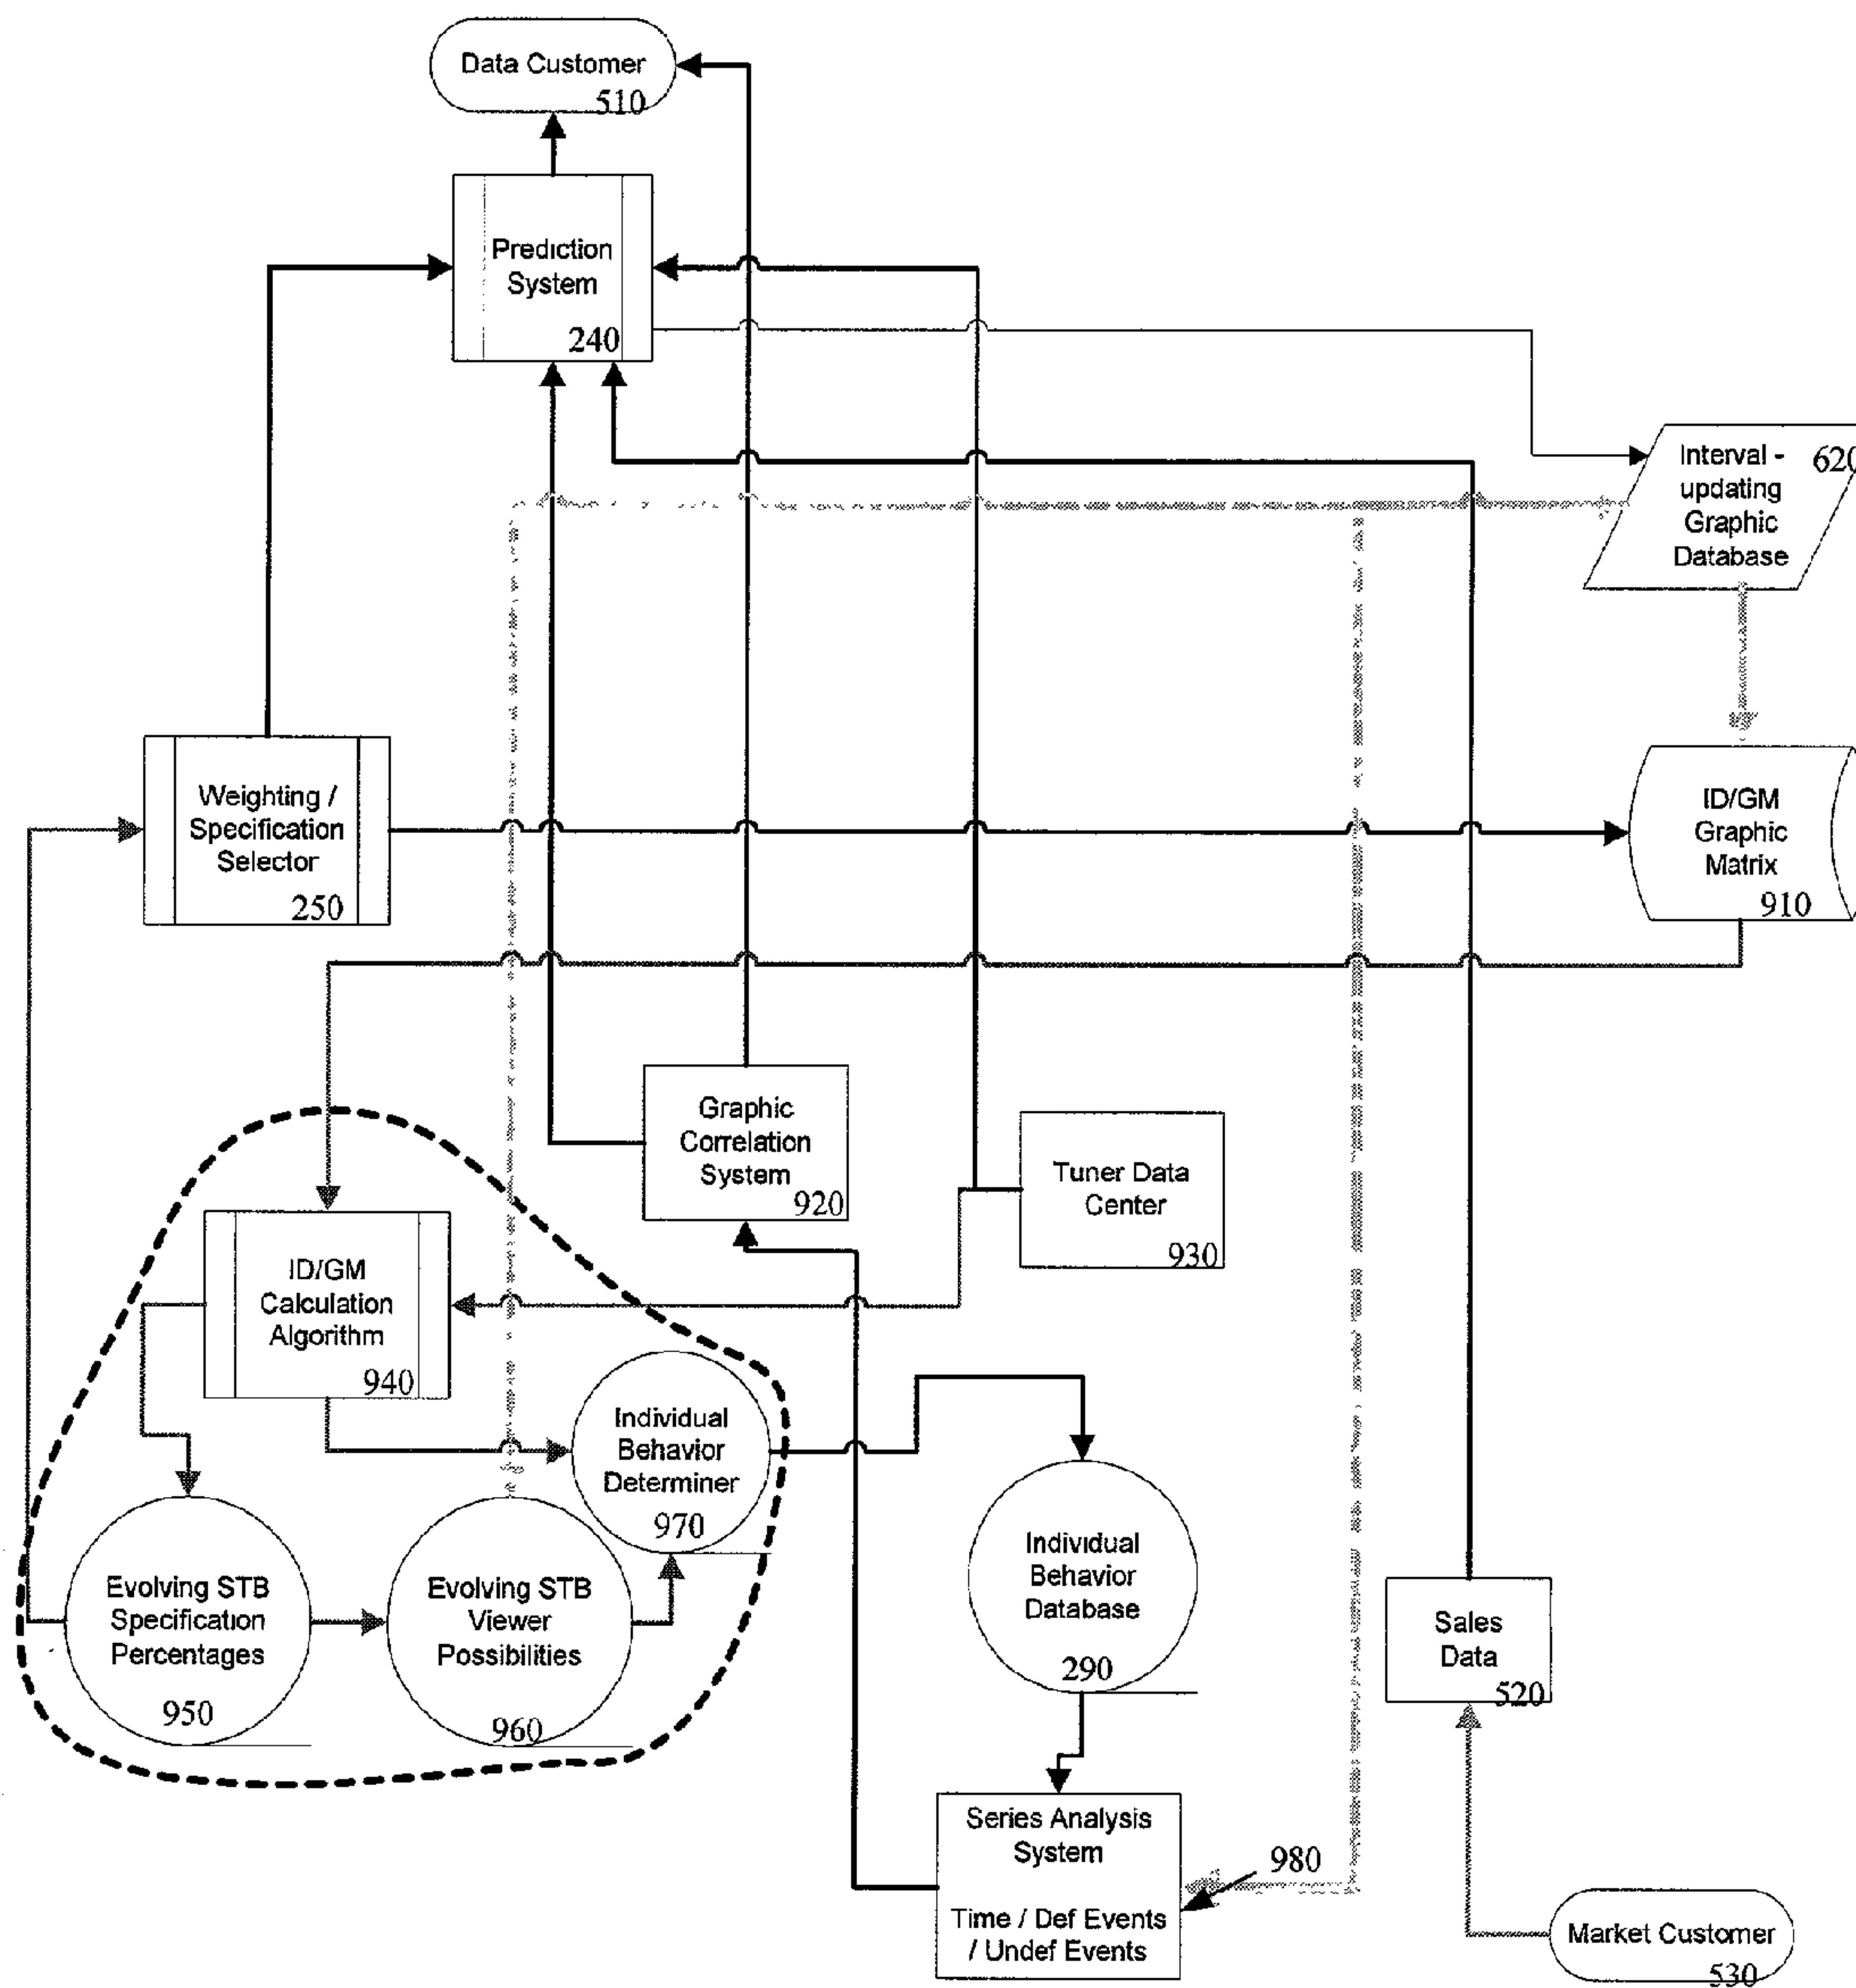 Data Customer
510
Prediction
System
240
Interval -
updating
Graphic
Database
620
Weighting /
Specification
Selector
250
ID/GM
Graphic
Matrix
910
Graphic
Correlation
System
920
Tuner Data
Center
930
ID/GM
Calculation
Algorithm
940
Individual
Behavior
Determiner
970
Evolving STB
Specification
Percentages
950
Evolving STB
Viewer
Possibilities
960
Individual
Behavior
Database
290
Sales
Data
520
Series Analysis
System
Time / Def Events
/ Undef Events
980
Market Customer
530